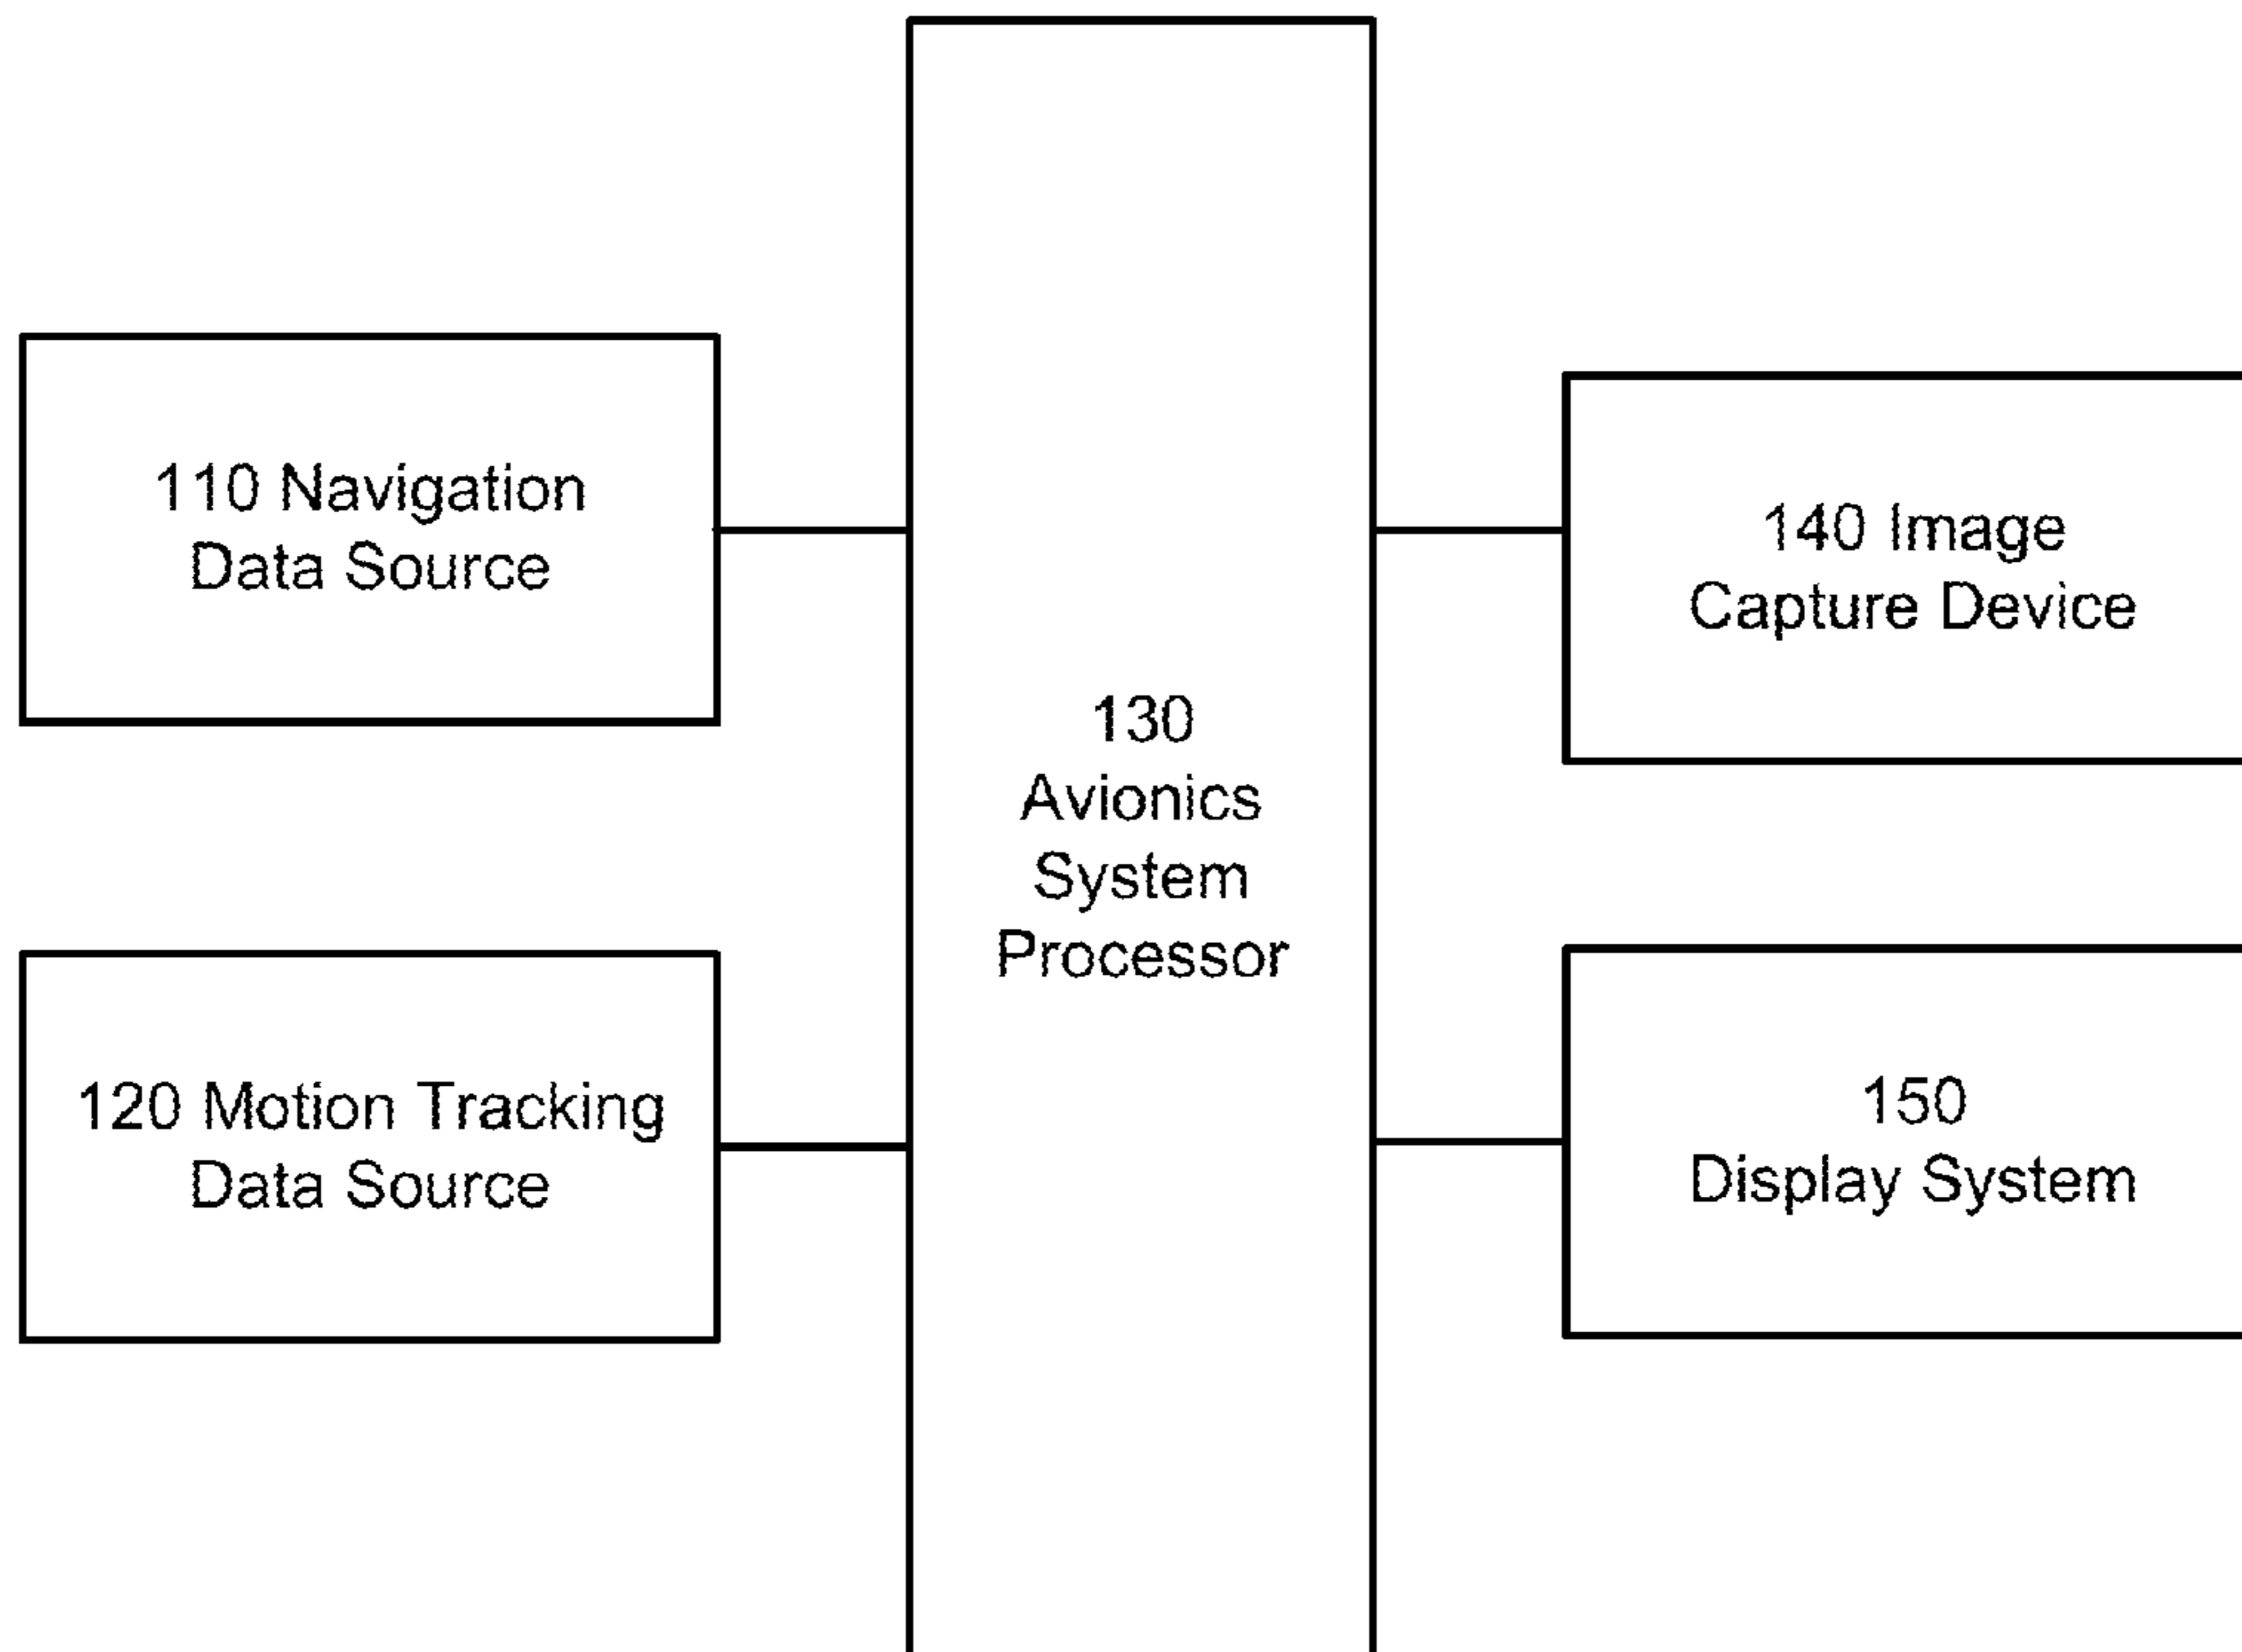 110 Navigation
Data Source
120 Motion Tracking
Data Source
130
Avionics
System
Processor
140 Image
Capture Device
150
Display System